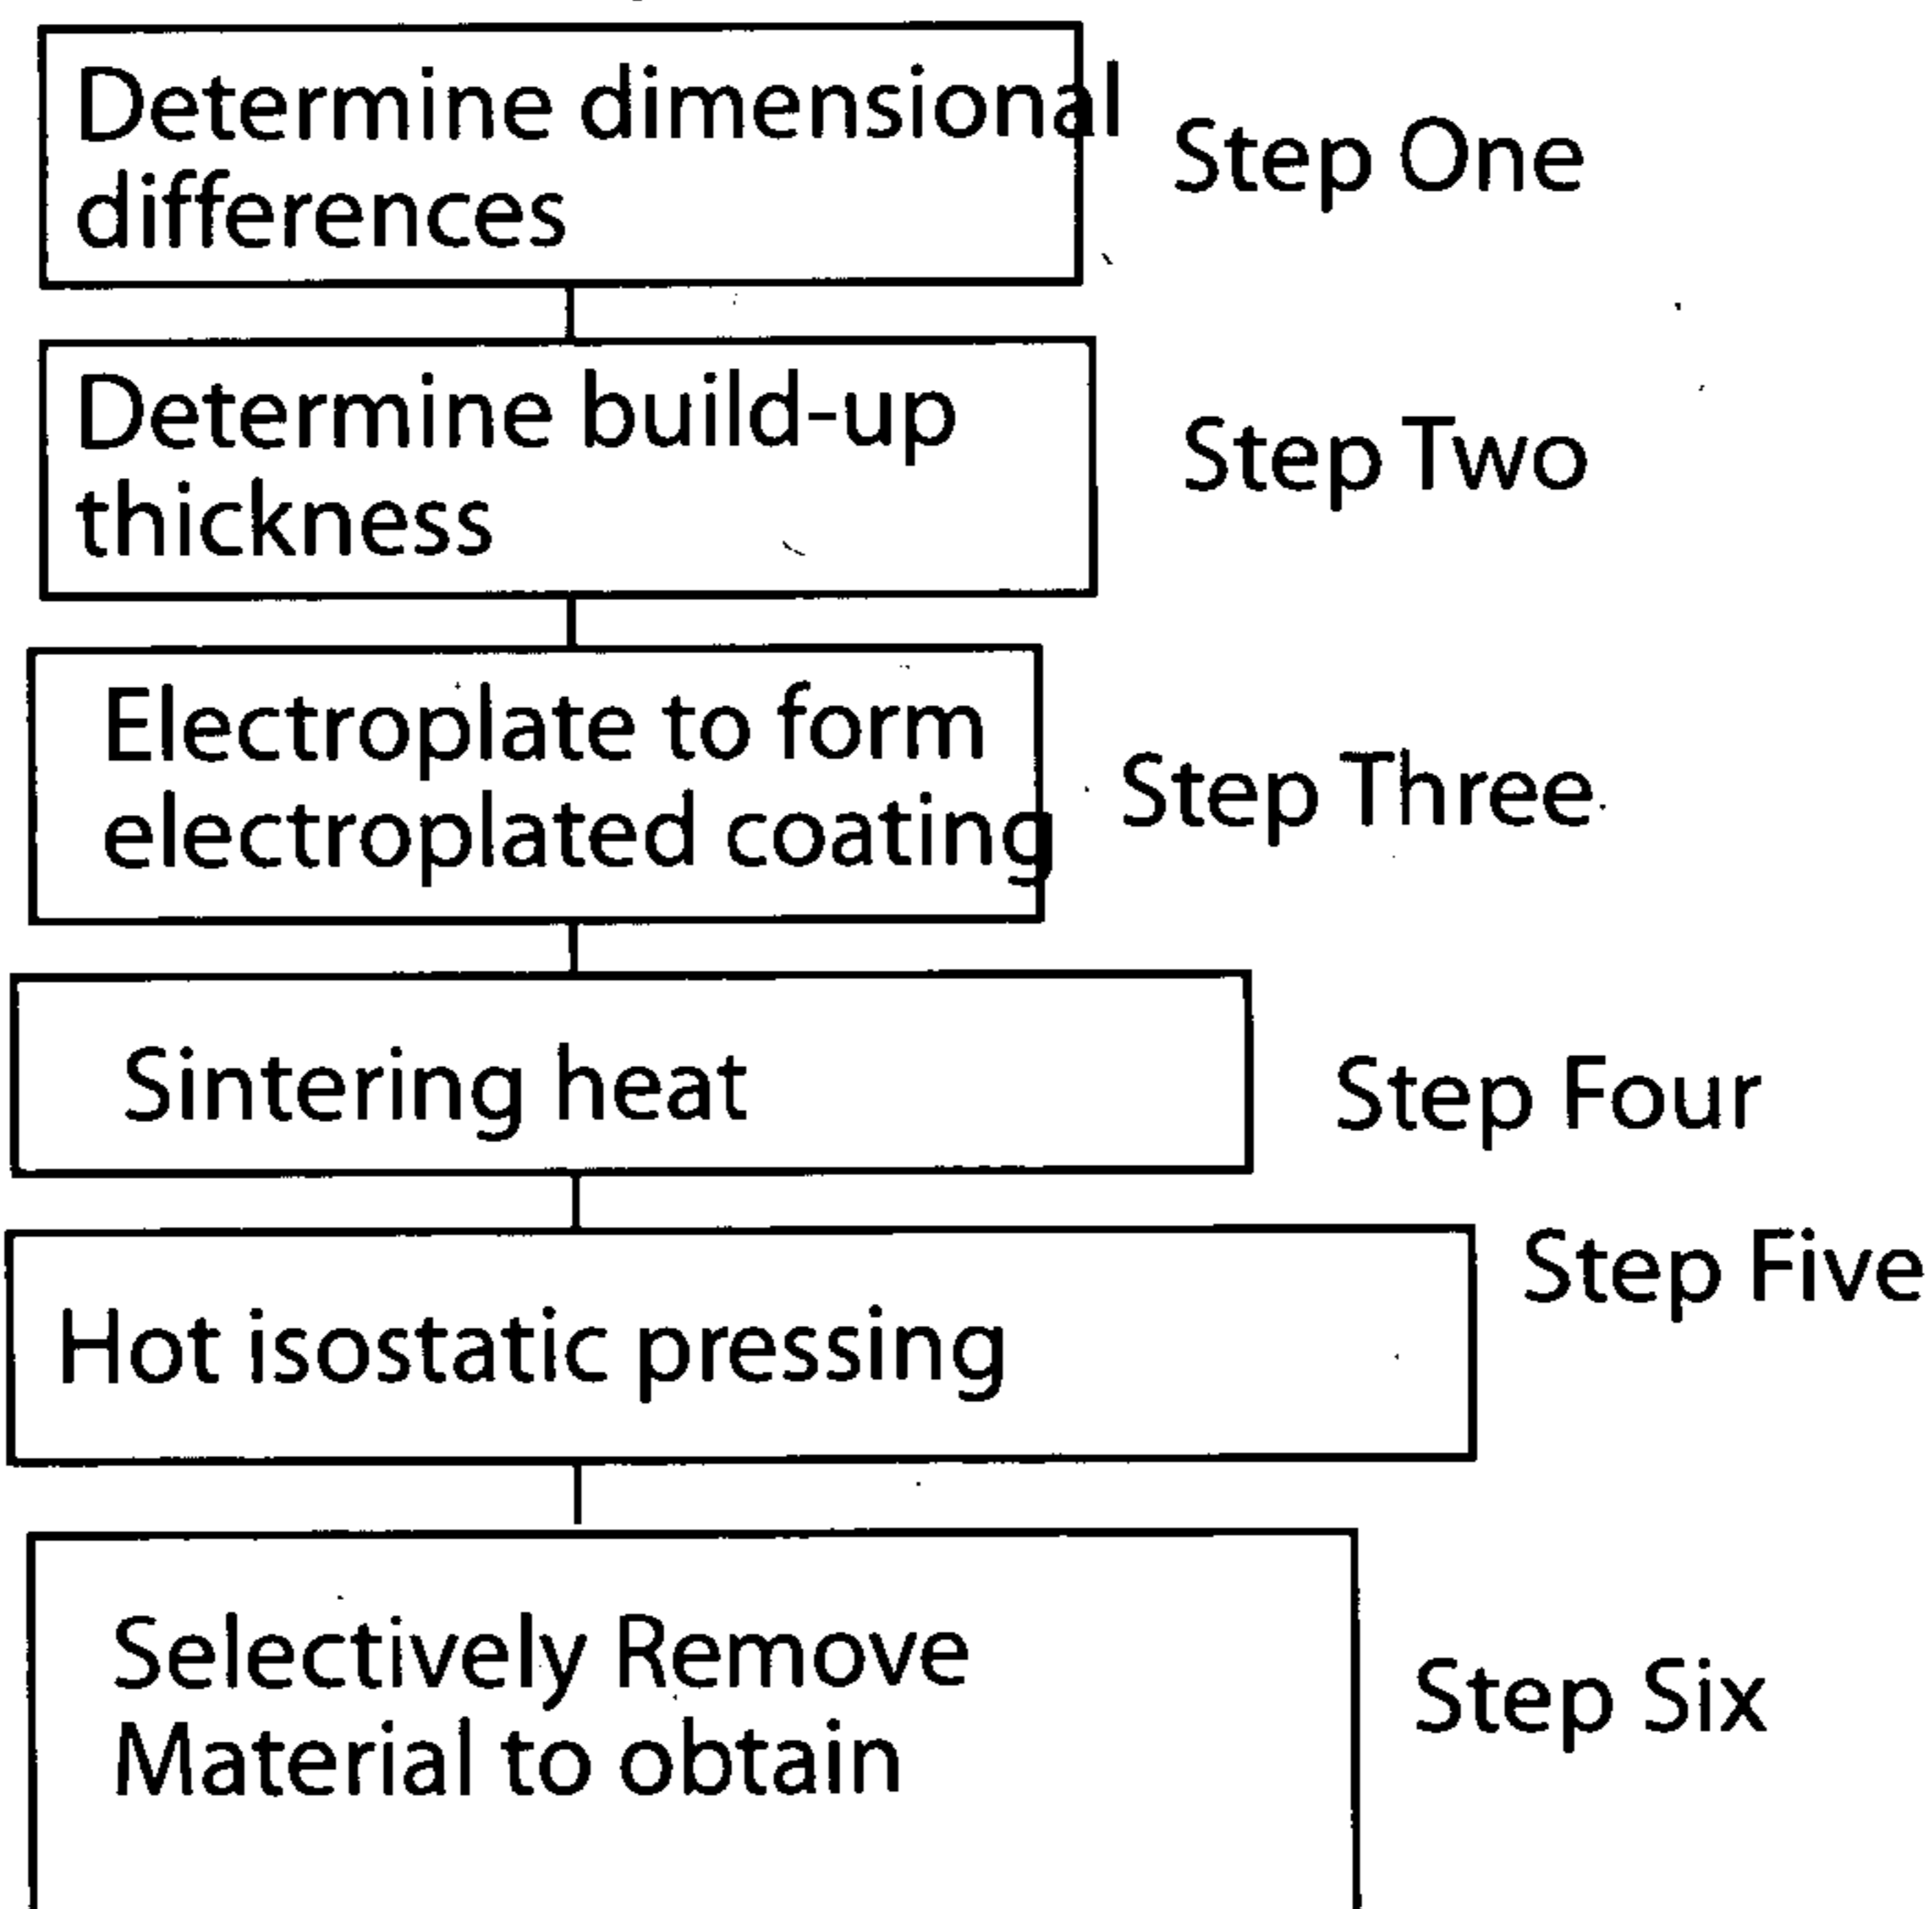 Determine dimensional
differences
Step One
Determine build-up
thickness
Step Two
Electroplate to form
electroplated coating
Step Three
Sintering heat
Step Four
Step Five
Hot isostatic pressing
Selectively Remove
Material to obtain
Step Six